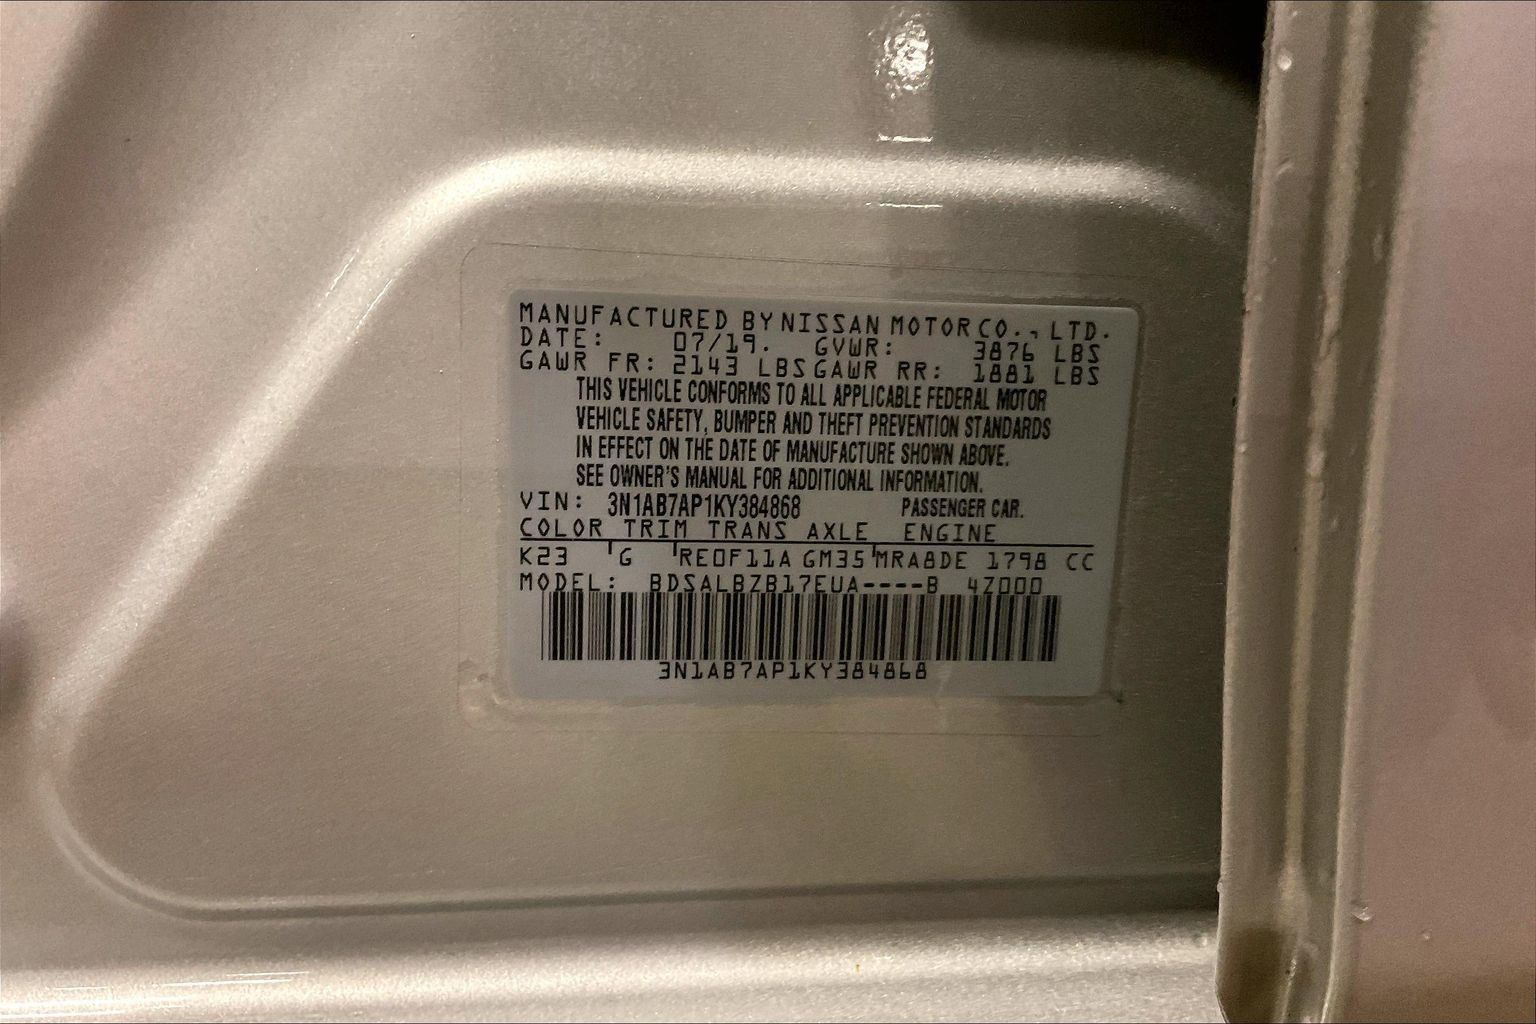 MANUFACTURED BY NISSAN MOTOR CO., LTD.
DATE: 07/19. GVWR: 3876 LBS
GAWR FR: 2143 LBS GAWR RR: 1881 LBS
THIS VEHICLE CONFORMS TO ALL APPLICABLE FEDERAL MOTOR
VEHICLE SAFETY, BUMPER AND THEFT PREVENTION STANDARDS
IN EFFECT ON THE DATE OF MANUFACTURE SHOWN ABOVE.
SEE OWNER'S MANUAL FOR ADDITIONAL INFORMATION.
VIN: 3N1AB7AP1KY384868 PASSENGER CAR.
COLOR TRIM TRANS AXLE ENGINE
K23 G RE0F11A GM35 MRA8DE 1798 CC
MODEL: BDSALBZB17EUA----B 4Z000
3N1AB7AP1KY384868